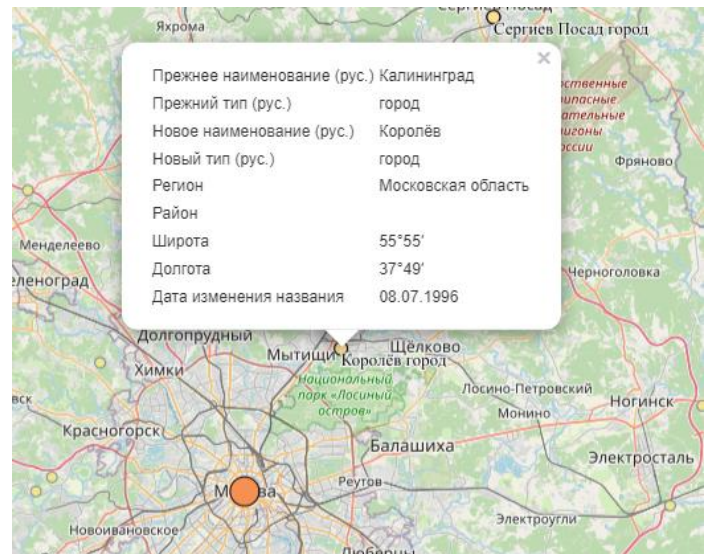 Яхрома
Сергиев Посад
Сергиев Посад город
×
Прежнее наименование (рус.) Калининград
Прежний тип (рус.) город
Новое наименование (рус.) Королёв
Новый тип (рус.) город
Регион Московская область
Район
Широта 55°55′
Долгота 37°49′
Дата изменения названия 08.07.1996
Фряново
Менделеево
Черноголовка
Долгопрудный
Мытищи
Щёлково
Королёв город
Химки
Национальный
парк «Лосиный
остров»
Лосино-Петровский
Ногинск
Монино
Красногорск
Балашиха
Электросталь
Реутов
Электроугли
Новоивановское
Люберцы